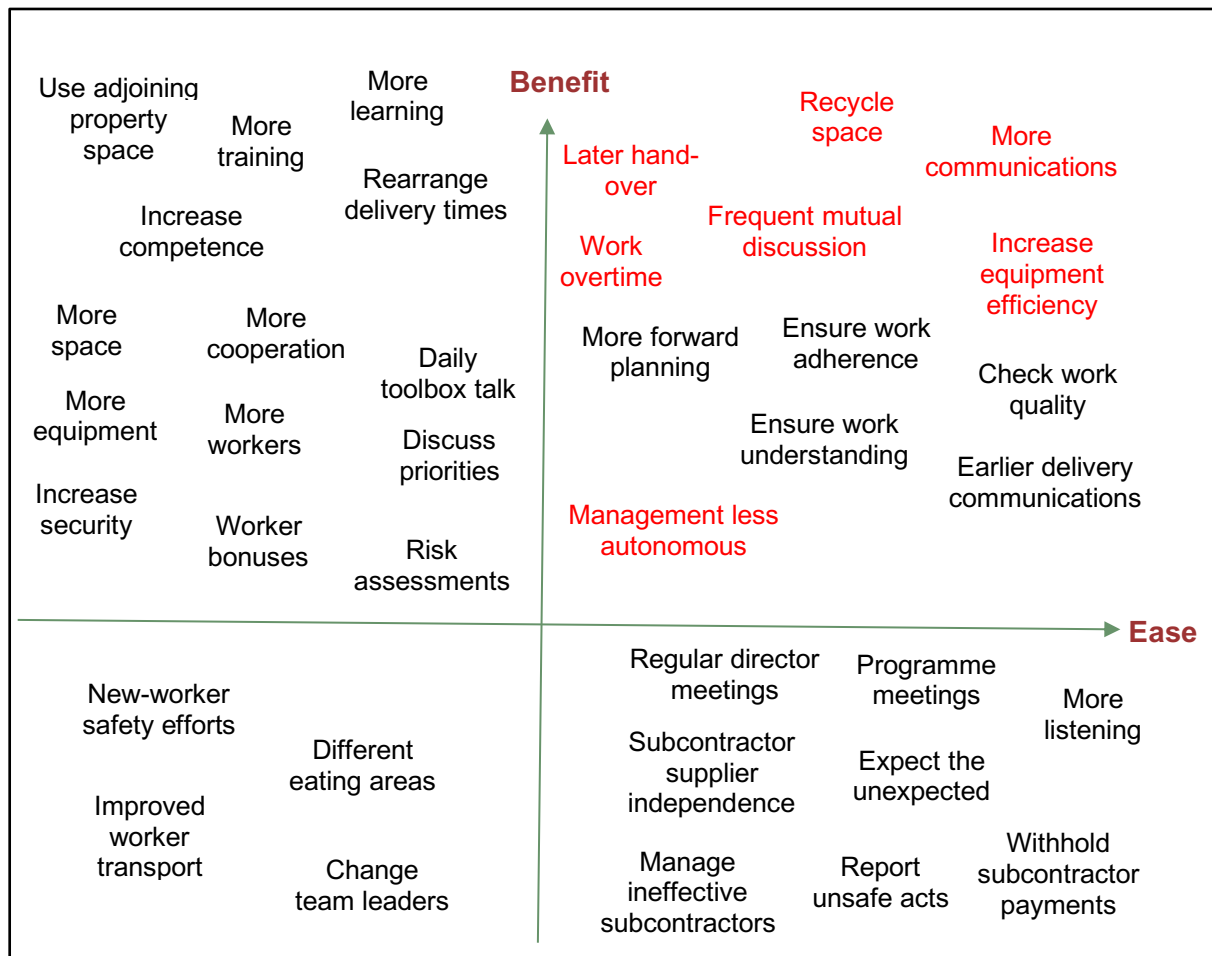 Use adjoining
property
space
More
training
More
learning
Rearrange
delivery times
Increase
competence
More
space
More
cooperation
Daily
toolbox talk
More
equipment
More
workers
Discuss
priorities
Increase
security
Worker
bonuses
Risk
assessments
Benefit
Later hand-
over
Recycle
space
More
communications
Work
overtime
Frequent mutual
discussion
Increase
equipment
efficiency
More forward
planning
Ensure work
adherence
Check work
quality
Ensure work
understanding
Earlier delivery
communications
Management less
autonomous
Ease
New-worker
safety efforts
Different
eating areas
Improved
worker
transport
Change
team leaders
Regular director
meetings
Programme
meetings
More
listening
Subcontractor
supplier
independence
Expect the
unexpected
Manage
ineffective
subcontractors
Report
unsafe acts
Withhold
subcontractor
payments